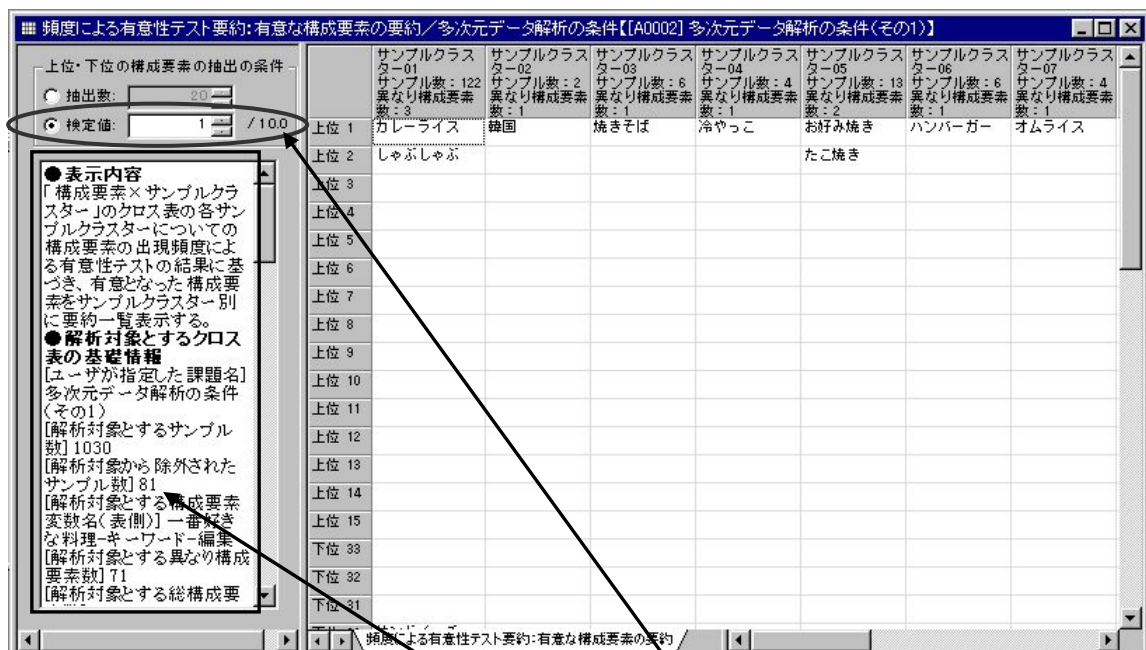 頻度による有意性テスト要約:有意な構成要素の要約/多次元データ解析の条件【[A0002] 多次元データ解析の条件(その1)】
上位・下位の構成要素の抽出の条件
抽出数: 20
検定値: 1 / 10.0
●表示内容
「構成要素×サンプルクラ
スター」のクロス表の各サン
プルクラスターについての
構成要素の出現頻度によ
る有意性テストの結果に基
づき、有意となった構成要
素をサンプルクラスター別
に要約一覧表示する。
●解析対象とするクロス
表の基礎情報
[ユーザが指定した課題名]
多次元データ解析の条件
(その1)
[解析対象とするサンプル
数] 1030
[解析対象から除外された
サンプル数] 81
[解析対象とする構成要素
変数名(表側)] 一番好き
な料理-キーワード-編集
[解析対象とする異なり構成
要素数] 71
[解析対象とする総構成要
サンプルクラスター-01 サンプル数:122 異なり構成要素数:3
サンプルクラスター-02 サンプル数:2 異なり構成要素数:1
サンプルクラスター-03 サンプル数:6 異なり構成要素数:1
サンプルクラスター-04 サンプル数:4 異なり構成要素数:1
サンプルクラスター-05 サンプル数:13 異なり構成要素数:2
サンプルクラスター-06 サンプル数:6 異なり構成要素数:1
サンプルクラスター-07 サンプル数:4 異なり構成要素数:1
上位 1 カレーライス 韓国 焼きそば 冷やっこ お好み焼き ハンバーガー オムライス
上位 2 しゃぶしゃぶ たこ焼き
上位 3
上位 4
上位 5
上位 6
上位 7
上位 8
上位 9
上位 10
上位 11
上位 12
上位 13
上位 14
上位 15
下位 33
下位 32
下位 31
頻度による有意性テスト要約:有意な構成要素の要約